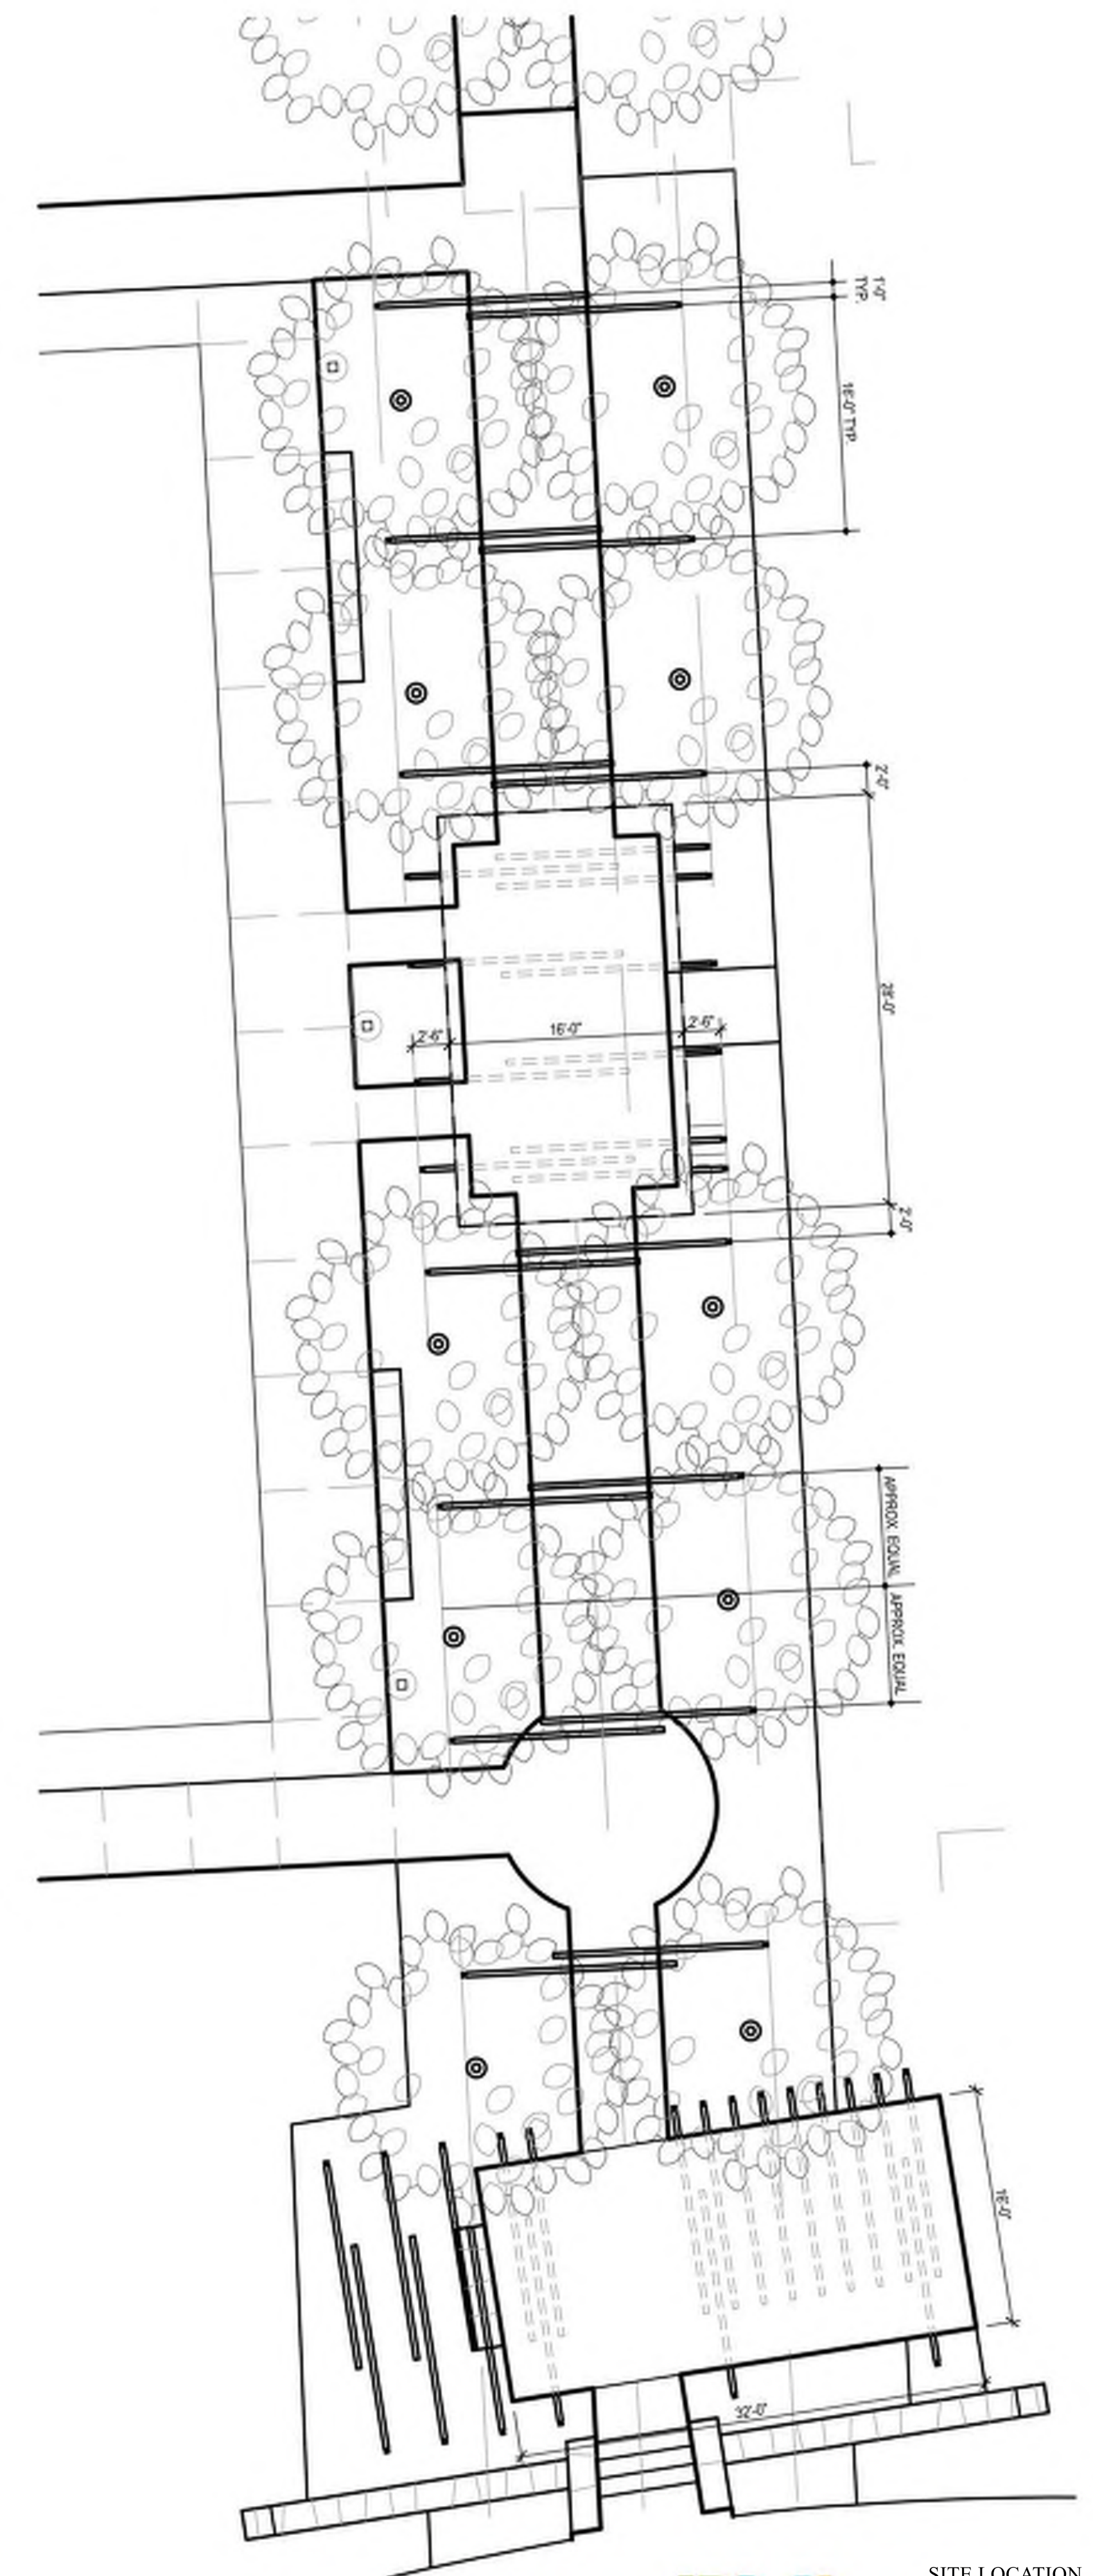 1'-0"
TYP.
16'-0" TYP.
2'-0"
28'-0"
2'-6"
16'-0"
2'-6"
2'-0"
APPROX EQUAL
APPROX. EQUAL
16'-0"
32'-0"
SITE LOCATION